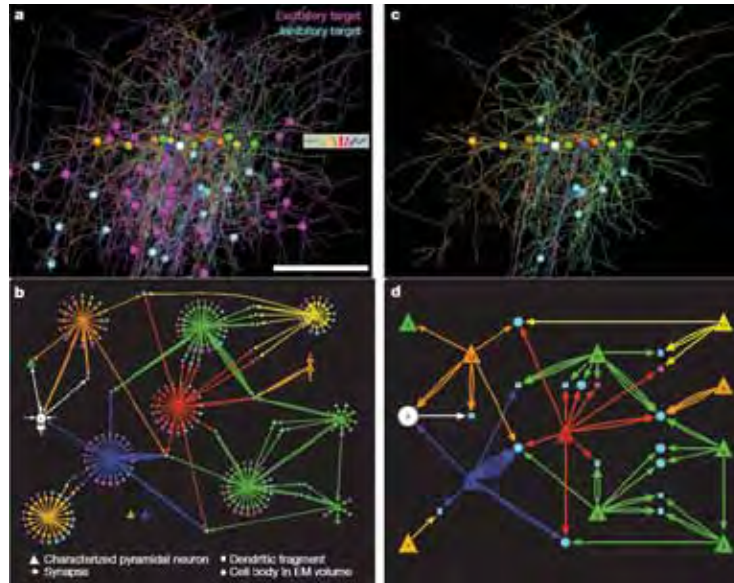 a
Excitatory target
Inhibitory target
c
b
d
Characterized pyramidal neuron
Synapse
Dendritic fragment
Cell body in EM volume